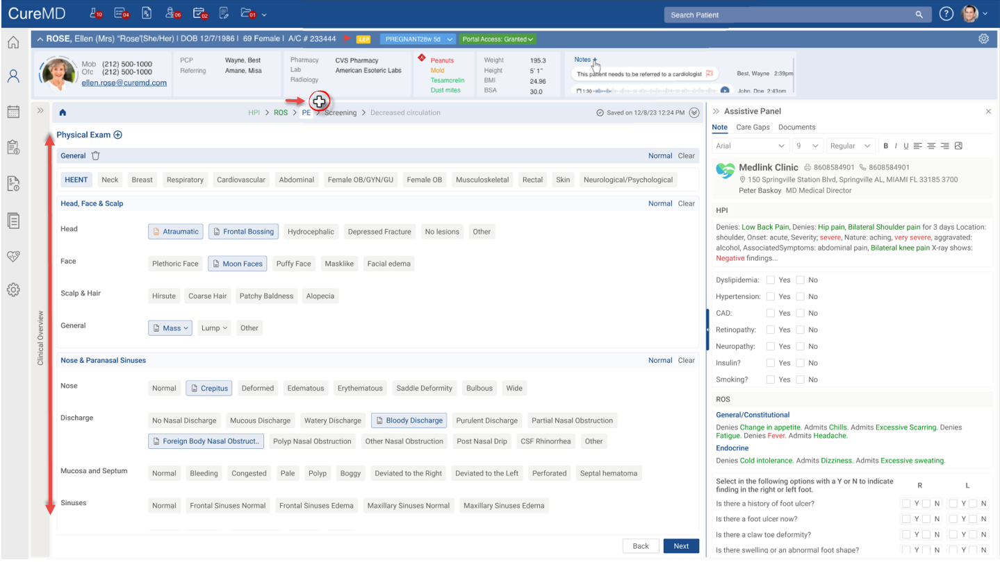 CureMD 10 04 06 02 01 Search Patient ?
ROSE, Ellen (Mrs) "Rose"(She/Her) | DOB 12/7/1986 | 69 Female | A/C # 233444 LEP PREGNANT28w 5d Portal Access: Granted
Mob (212) 500-1000
Ofc (212) 500-1000
ellen.rose@curemd.com
PCP Wayne, Best
Referring Amane, Misa
Pharmacy CVS Pharmacy
Lab American Esoteric Labs
Radiology
A Peanuts
Mold
Tesamorelin
Dust mites
Weight 195.3
Height 5' 1"
BMI 24.96
BSA 30.0
Notes +
This patient needs to be referred to a cardiologist Best, Wayne 2:39pm
1:30 John, Doe 2:43pm
Clinical Overview
HPI > ROS > PE > Screening > Decreased circulation Saved on 12/8/23 12:24 PM
Physical Exam
General Normal Clear
HEENT Neck Breast Respiratory Cardiovascular Abdominal Female OB/GYN/GU Female OB Musculoskeletal Rectal Skin Neurological/Psychological
Head, Face & Scalp Normal Clear
Head Atraumatic Frontal Bossing Hydrocephalic Depressed Fracture No lesions Other
Face Plethoric Face Moon Faces Puffy Face Masklike Facial edema
Scalp & Hair Hirsute Coarse Hair Patchy Baldness Alopecia
General Mass Lump Other
Nose & Paranasal Sinuses Normal Clear
Nose Normal Crepitus Deformed Edematous Erythematous Saddle Deformity Bulbous Wide
Discharge No Nasal Discharge Mucous Discharge Watery Discharge Bloody Discharge Purulent Discharge Partial Nasal Obstruction
Foreign Body Nasal Obstruct.. Polyp Nasal Obstruction Other Nasal Obstruction Post Nasal Drip CSF Rhinorrhea Other
Mucosa and Septum Normal Bleeding Congested Pale Polyp Boggy Deviated to the Right Deviated to the Left Perforated Septal hematoma
Sinuses Normal Frontal Sinuses Normal Frontal Sinuses Edema Maxillary Sinuses Normal Maxillary Sinuses Edema
Back Next
Assistive Panel
Note Care Gaps Documents
Arial 9 Regular B I U
Medlink Clinic 8608584901 8608584901
150 Springville Station Blvd, Springville AL, MIAMI FL 33185 3700
Peter Baskoy MD Medical Director
HPI
Denies: Low Back Pain, Denies: Hip pain, Bilateral Shoulder pain for 3 days Location:
shoulder, Onset: acute, Severity; severe, Nature: aching, very severe, aggravated:
alcohol, AssociatedSymptoms: abdominal pain, Bilateral knee pain X-ray shows:
Negative findings...
Dyslipidemia: Yes No
Hypertension: Yes No
CAD: Yes No
Retinopathy: Yes No
Neuropathy: Yes No
Insulin? Yes No
Smoking? Yes No
ROS
General/Constitutional
Denies Change in appetite. Admits Chills. Admits Excessive Scarring. Denies
Fatigue. Denies Fever. Admits Headache.
Endocrine
Denies Cold intolerance. Admits Dizziness. Admits Excessive sweating.
Select in the following options with a Y or N to indicate
finding in the right or left foot. R L
Is there a history of foot ulcer? Y N Y N
Is there a foot ulcer now? Y N Y N
Is there a claw toe deformity? Y N Y N
Is there swelling or an abnormal foot shape? Y N Y N